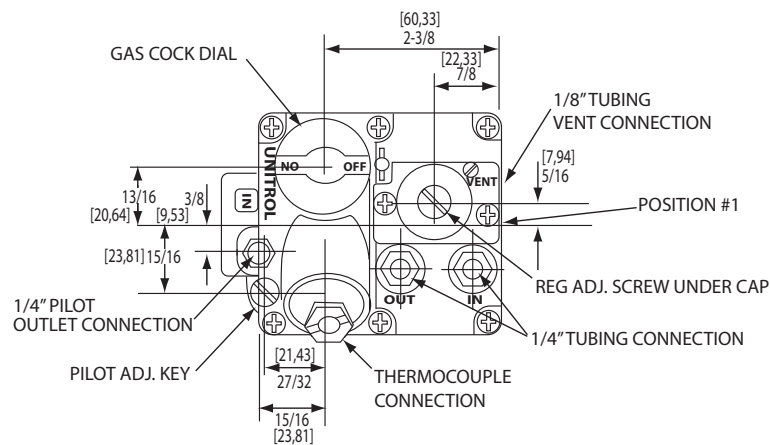 [60,33]
2-3/8
GAS COCK DIAL
[22,33]
7/8
1/8" TUBING
VENT CONNECTION
[7,94]
5/16
NO
OFF
UNITROL
VENT
13/16
[20,64]
3/8
[9,53]
IN
POSITION #1
[23,81]
15/16
REG ADJ. SCREW UNDER CAP
OUT
IN
1/4" PILOT
OUTLET CONNECTION
1/4" TUBING CONNECTION
PILOT ADJ. KEY
[21,43]
27/32
THERMOCOUPLE
CONNECTION
15/16
[23,81]